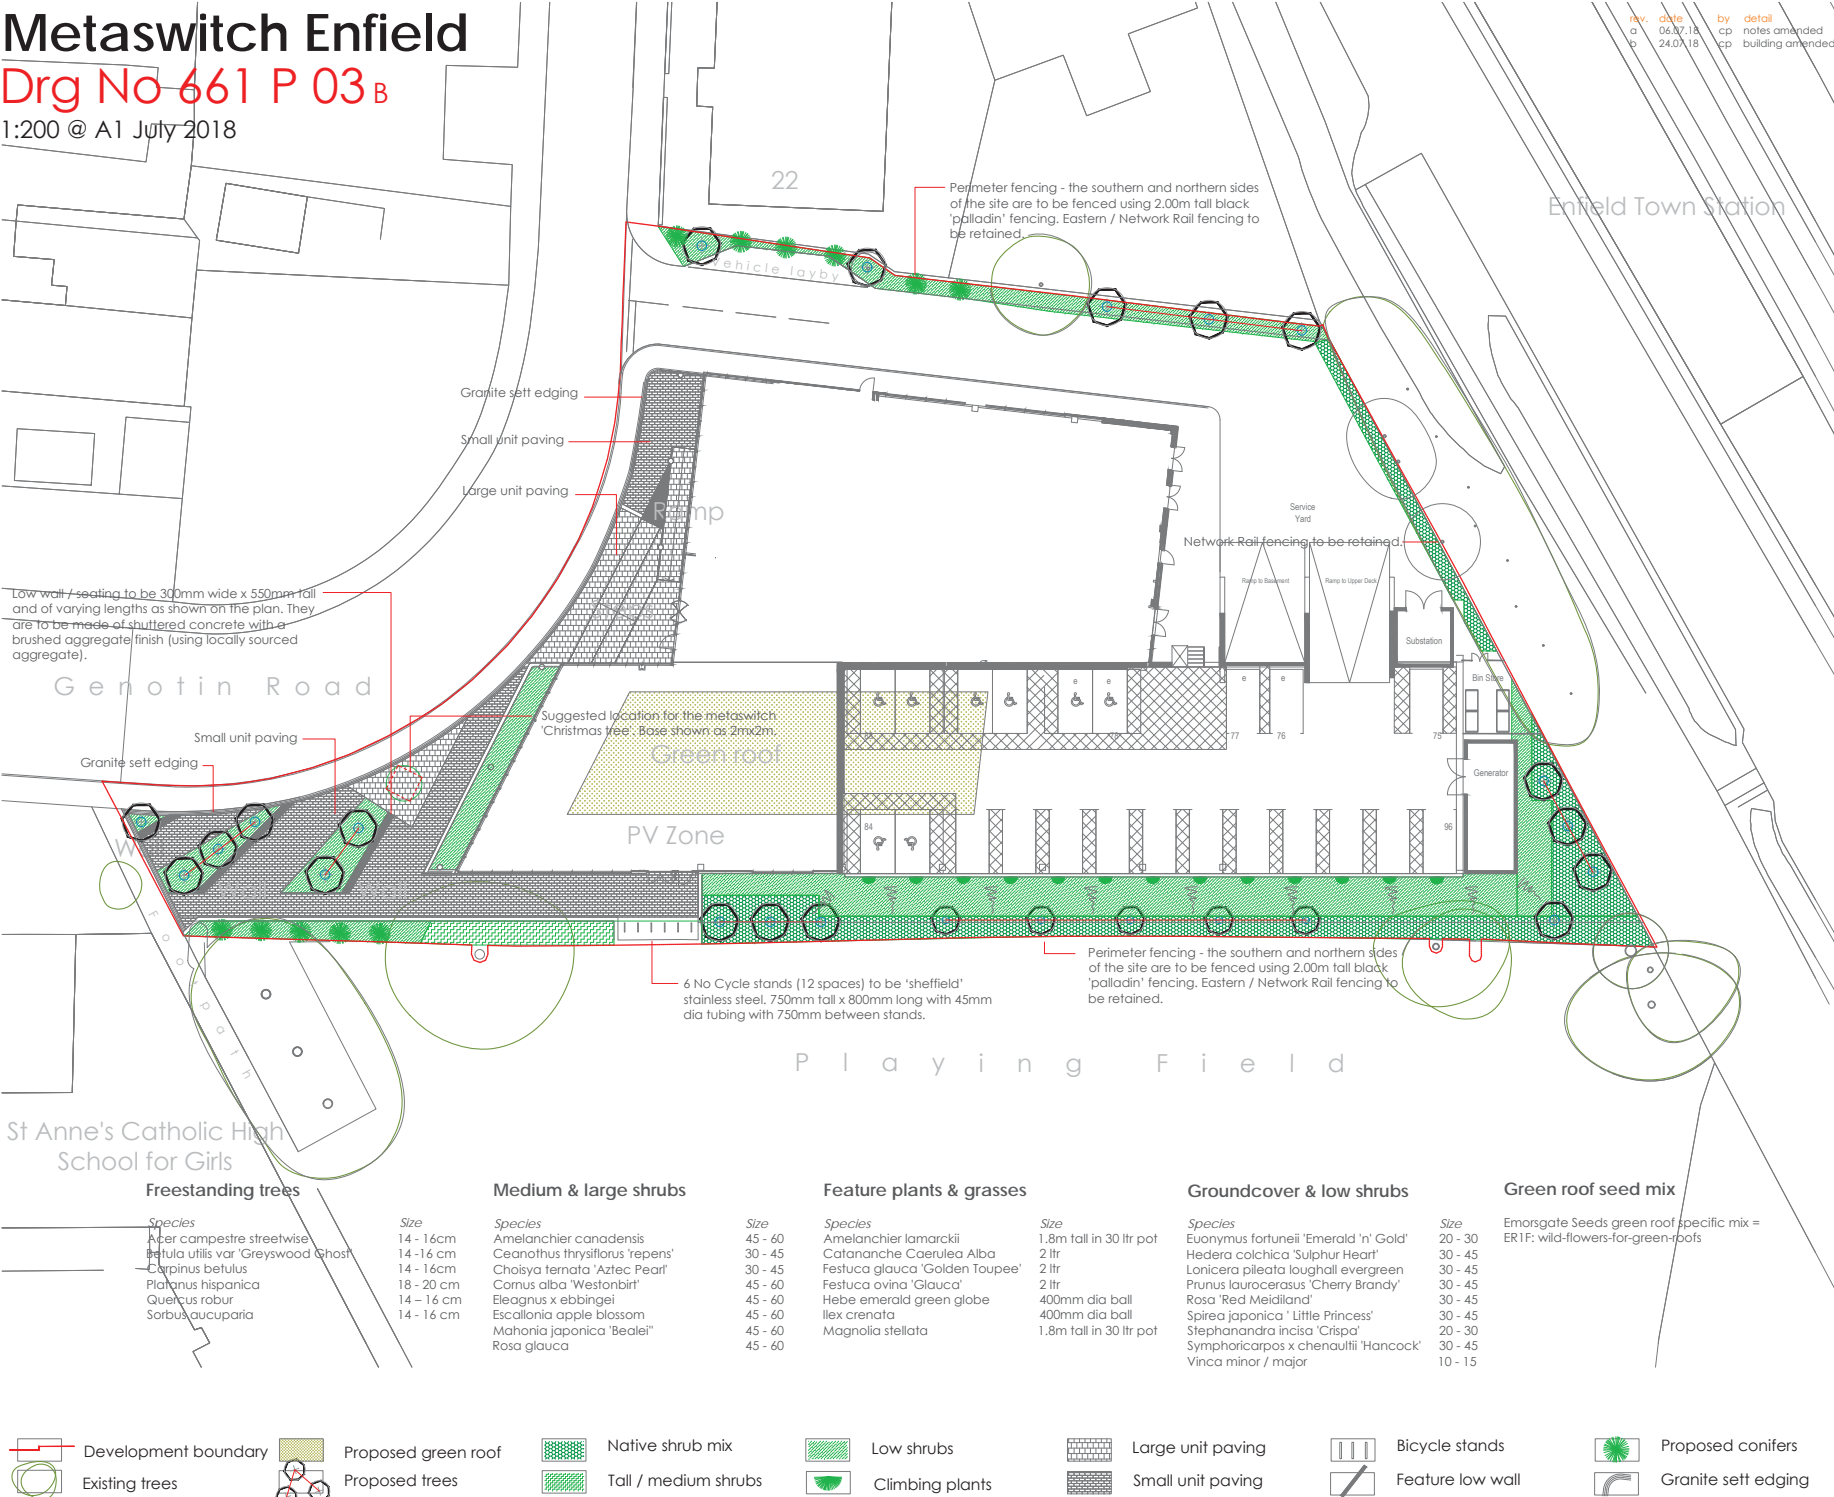 Metaswitch Enfield
Drg No 661 P 03 B
1:200 @ A1 July 2018
rev. date by detail
a 06.07.18 cp notes amended
b 24.07.18 cp building amended
22
Enfield Town Station
Perimeter fencing - the southern and northern sides
of the site are to be fenced using 2.00m tall black
'palladin' fencing. Eastern / Network Rail fencing to
be retained.
Vehicle layby
Granite sett edging
Small unit paving
Large unit paving
Ramp
Service
Yard
Network Rail fencing to be retained.
Ramp to Basement
Ramp to Upper Deck
Substation
Low wall / seating to be 300mm wide x 550mm tall
and of varying lengths as shown on the plan. They
are to be made of shuttered concrete with a
brushed aggregate finish (using locally sourced
aggregate).
Genotin Road
Bin Store
Suggested location for the metaswitch
'Christmas tree'. Base shown as 2mx2m.
Green roof
e e e e
77 76 75
Small unit paving
Granite sett edging
Generator
PV Zone
84
96
Footpath
6 No Cycle stands (12 spaces) to be 'sheffield'
stainless steel. 750mm tall x 800mm long with 45mm
dia tubing with 750mm between stands.
Perimeter fencing - the southern and northern sides
of the site are to be fenced using 2.00m tall black
'palladin' fencing. Eastern / Network Rail fencing to
be retained.
Playing Field
St Anne's Catholic High
School for Girls
Freestanding trees
Species Size
Acer campestre streetwise 14 - 16cm
Betula utilis var 'Greyswood Ghost' 14 -16 cm
Carpinus betulus 14 - 16cm
Platanus hispanica 18 - 20 cm
Quercus robur 14 – 16 cm
Sorbus aucuparia 14 - 16 cm
Medium & large shrubs
Species Size
Amelanchier canadensis 45 - 60
Ceanothus thrysiflorus 'repens' 30 - 45
Choisya ternata 'Aztec Pearl' 30 - 45
Cornus alba 'Westonbirt' 45 - 60
Eleagnus x ebbingei 45 - 60
Escallonia apple blossom 45 - 60
Mahonia japonica 'Bealei" 45 - 60
Rosa glauca 45 - 60
Feature plants & grasses
Species Size
Amelanchier lamarckii 1.8m tall in 30 ltr pot
Catananche Caerulea Alba 2 ltr
Festuca glauca 'Golden Toupee' 2 ltr
Festuca ovina 'Glauca' 2 ltr
Hebe emerald green globe 400mm dia ball
Ilex crenata 400mm dia ball
Magnolia stellata 1.8m tall in 30 ltr pot
Groundcover & low shrubs
Species Size
Euonymus fortuneii 'Emerald 'n' Gold' 20 - 30
Hedera colchica 'Sulphur Heart' 30 - 45
Lonicera pileata loughall evergreen 30 - 45
Prunus laurocerasus 'Cherry Brandy' 30 - 45
Rosa 'Red Meidiland' 30 - 45
Spirea japonica ' Little Princess' 30 - 45
Stephanandra incisa 'Crispa' 20 - 30
Symphoricarpos x chenaultii 'Hancock' 30 - 45
Vinca minor / major 10 - 15
Green roof seed mix
Emorsgate Seeds green roof specific mix =
ER1F: wild-flowers-for-green-roofs
Development boundary
Existing trees
Proposed green roof
Proposed trees
Native shrub mix
Tall / medium shrubs
Low shrubs
Climbing plants
Large unit paving
Small unit paving
Bicycle stands
Feature low wall
Proposed conifers
Granite sett edging